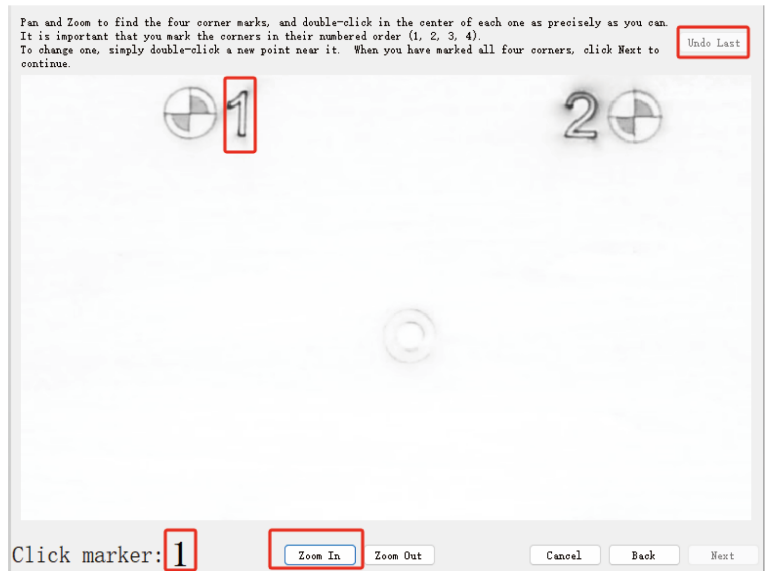 Pan and Zoom to find the four corner marks, and double-click in the center of each one as precisely as you can.
It is important that you mark the corners in their numbered order (1, 2, 3, 4).
To change one, simply double-click a new point near it. When you have marked all four corners, click Next to
continue.
Undo Last
1
2
Click marker: 1
Zoom In
Zoom Out
Cancel
Back
Next